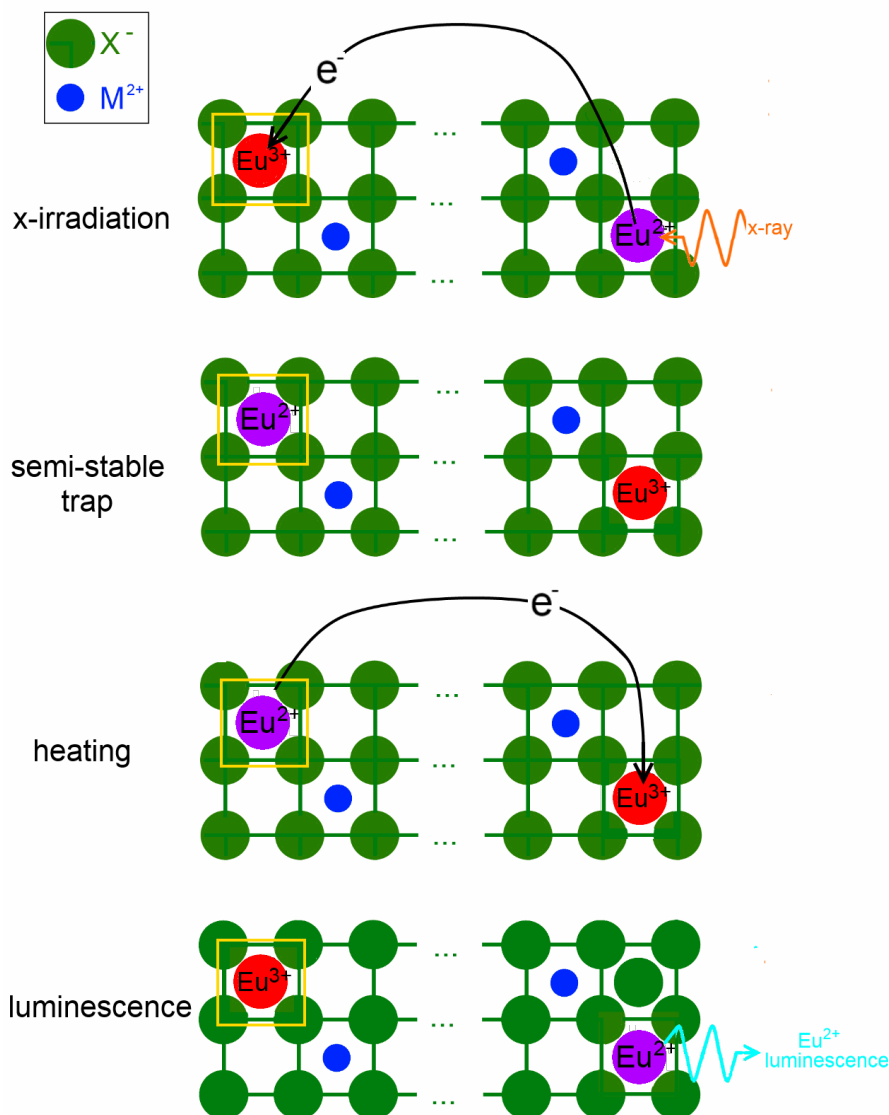 X⁻
M²⁺
e⁻
Eu³⁺
...
...
x-irradiation
...
Eu²⁺
x-ray
...
Eu²⁺
semi-stable
trap
...
Eu³⁺
...
e⁻
...
Eu²⁺
heating
...
Eu³⁺
...
...
Eu³⁺
luminescence
...
Eu²⁺
Eu²⁺
luminescence
...